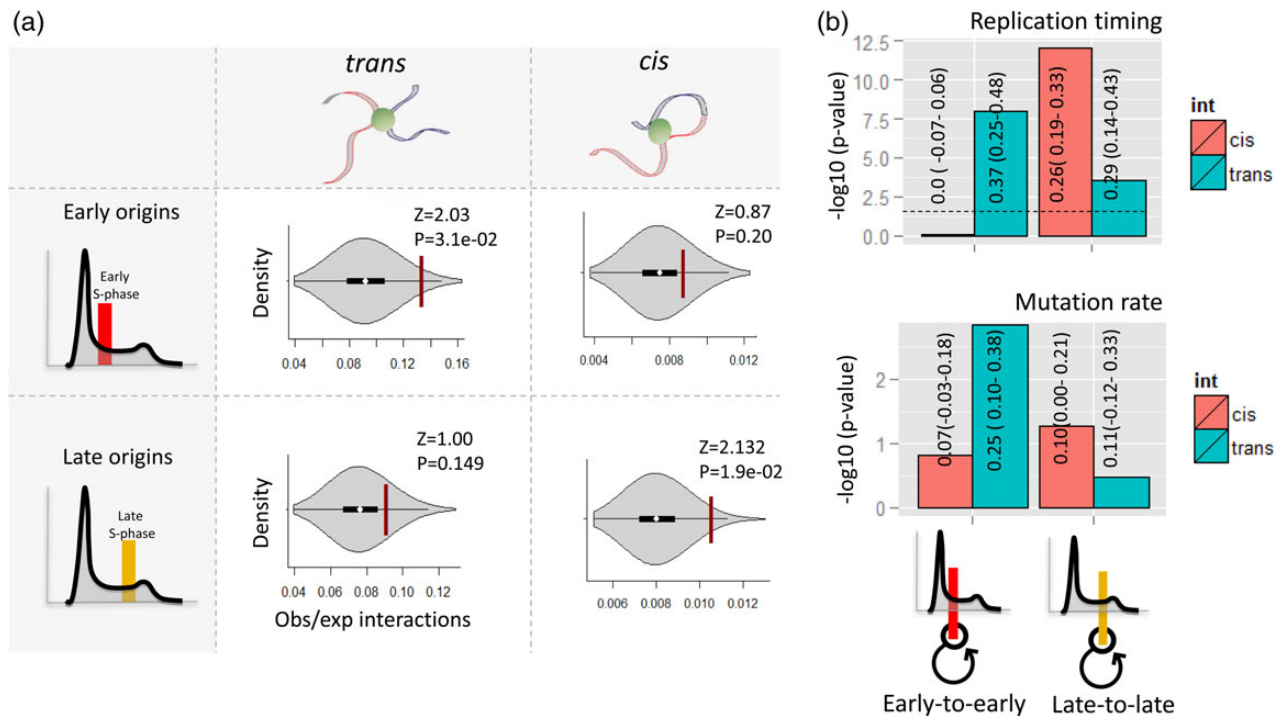 (a)
trans
cis
Early origins
Early
S-phase
Density
Z=2.03
P=3.1e-02
0.04 0.08 0.12 0.16
Z=0.87
P=0.20
0.004 0.008 0.012
Late origins
Late
S-phase
Density
Z=1.00
P=0.149
0.04 0.06 0.08 0.10 0.12
Obs/exp interactions
Z=2.132
P=1.9e-02
0.006 0.008 0.010 0.012
(b)
Replication timing
-log10 (p-value)
12.5
10.0
7.5
5.0
2.5
0.0
0.0 ( -0.07- 0.06)
0.37 (0.25-0.48)
0.26( 0.19- 0.33)
0.29 (0.14-0.43)
int
cis
trans
Mutation rate
-log10 (p-value)
2
1
0
0.07(-0.03-0.18)
0.25 ( 0.10- 0.38)
0.10(0.00- 0.21)
0.11(-0.12- 0.33)
int
cis
trans
Early-to-early
Late-to-late